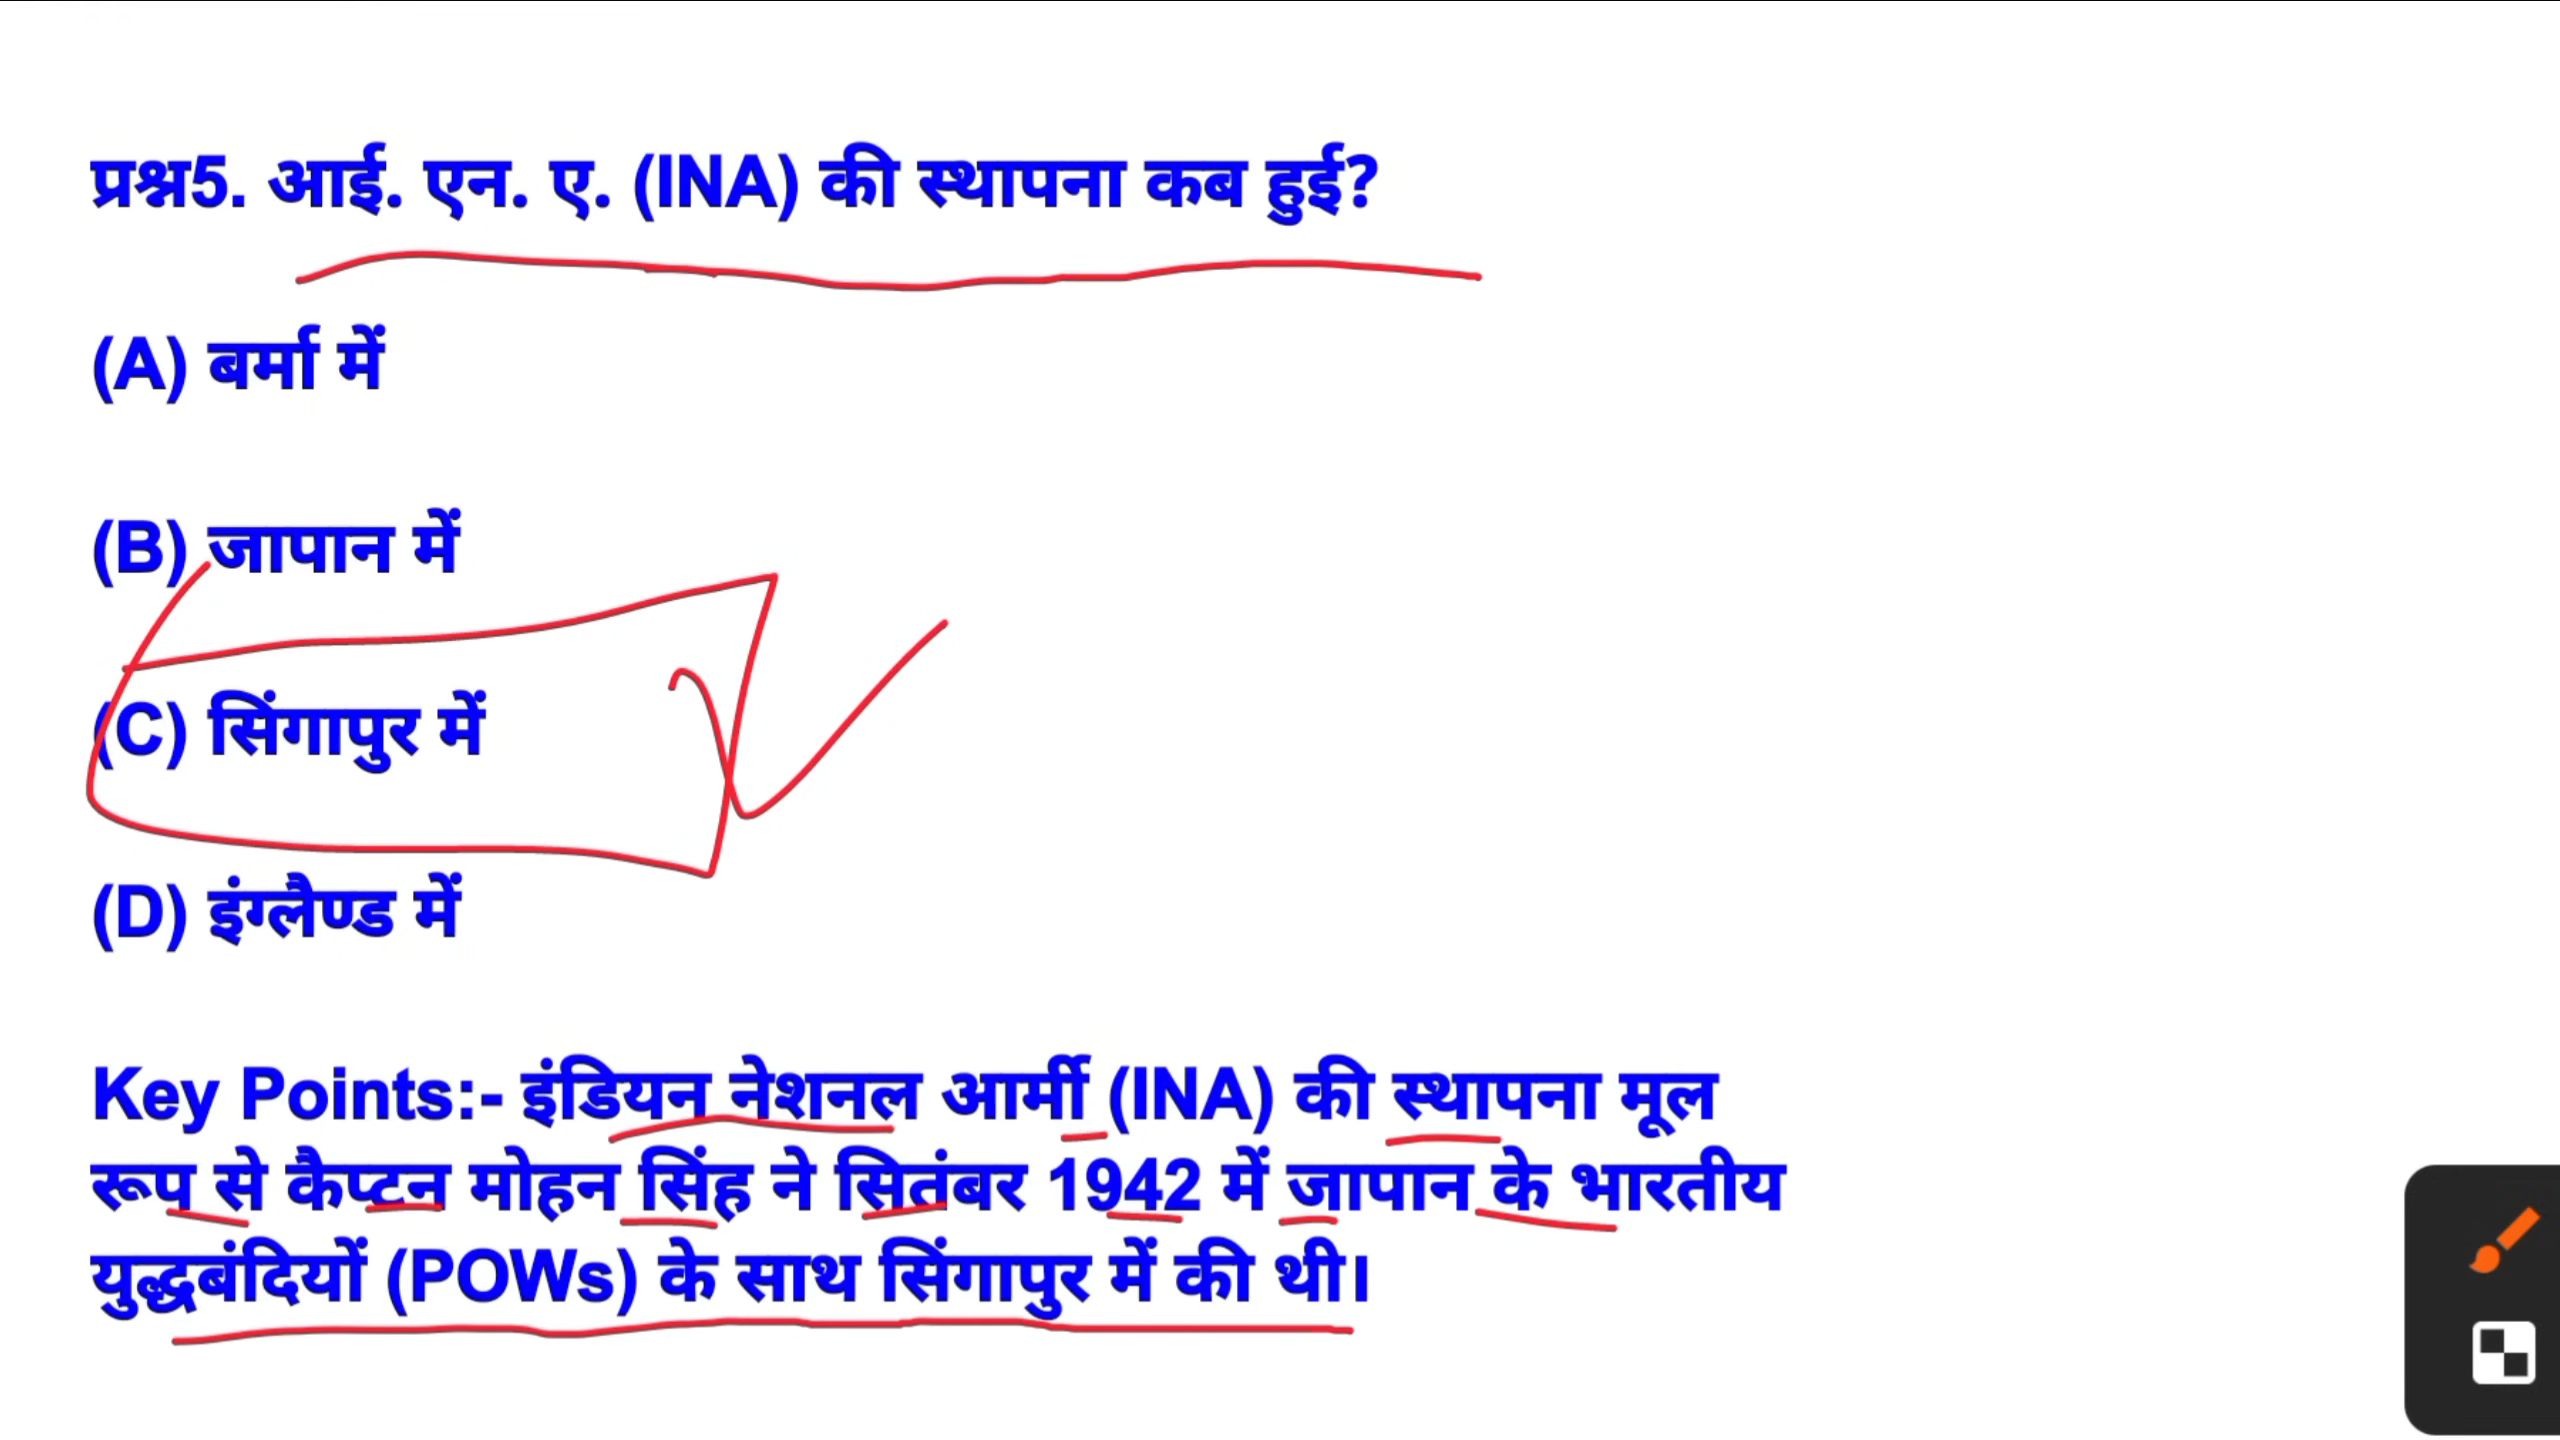 प्रश्न5. आई. एन. ए. (INA) की स्थापना कब हुई?
(A) बर्मा में
(B) जापान में
(C) सिंगापुर में
(D) इंग्लैण्ड में
Key Points:- इंडियन नेशनल आर्मी (INA) की स्थापना मूल
रूप से कैप्टन मोहन सिंह ने सितंबर 1942 में जापान के भारतीय
युद्धबंदियों (POWs) के साथ सिंगापुर में की थी।